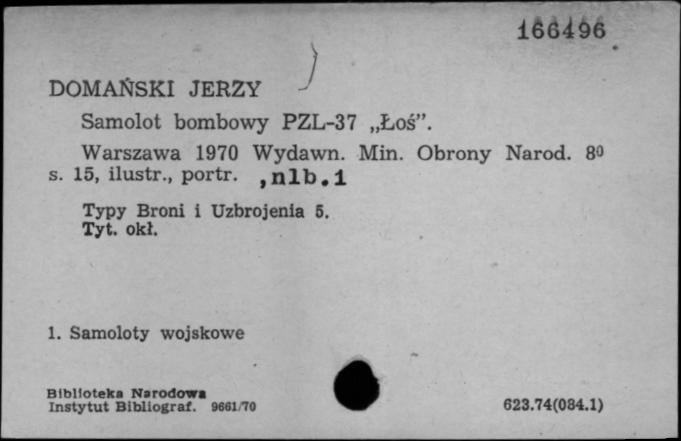 166496
DOMAŃSKI JERZY
Samolot bombowy PZL-37 „Łoś”.
Warszawa 1970 Wydawn. Min. Obrony Narod. 8⁰
s. 15, ilustr., portr. ,nlb.1
Typy Broni i Uzbrojenia 5.
Tyt. okł.
1. Samoloty wojskowe
Biblioteka Narodowa
Instytut Bibliograf. 9661/70
623.74(084.1)